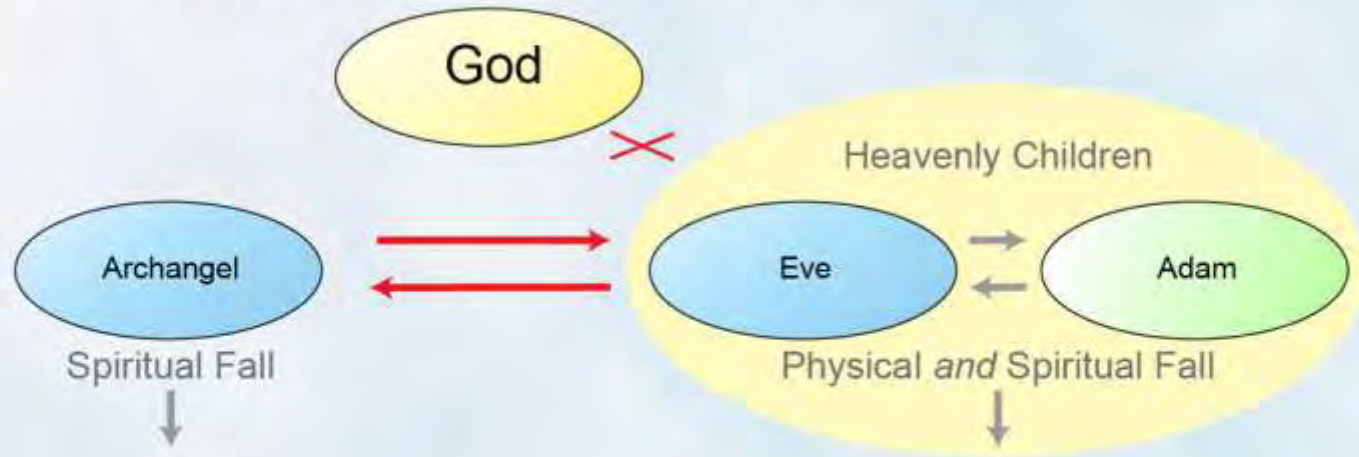 God
Heavenly Children
Archangel
Eve
Adam
Spiritual Fall
Physical and Spiritual Fall